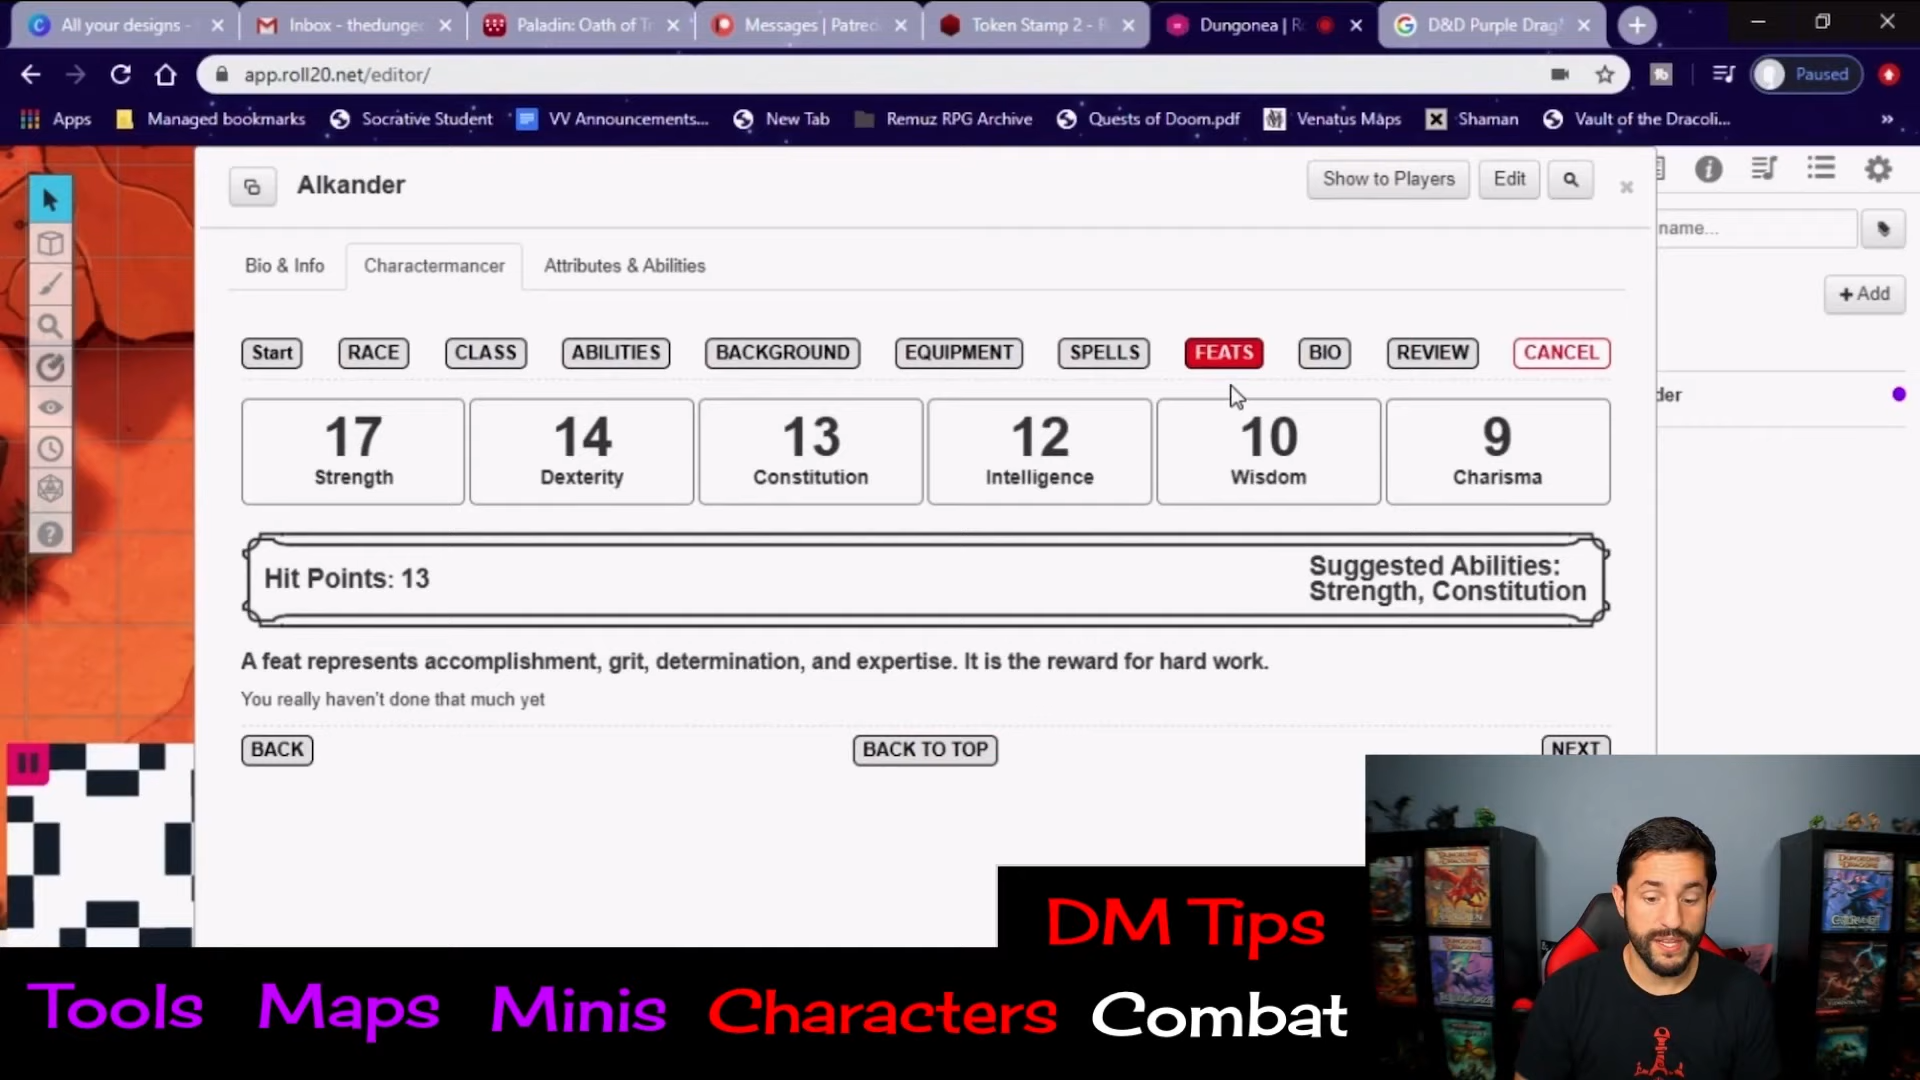 All your designs -
Inbox - thedunge
Paladin: Oath of T
Messages | Patre
Token Stamp 2 -
Dungonea |
D&D Purple Drag
app.roll20.net/editor/
Paused
Apps
Managed bookmarks
Socrative Student
VV Announcements...
New Tab
Remuz RPG Archive
Quests of Doom.pdf
Venatus Maps
Shaman
Vault of the Dracoli...
»
Alkander
Show to Players
Edit
Bio & Info
Charactermancer
Attributes & Abilities
name...
+ Add
der
Start
RACE
CLASS
ABILITIES
BACKGROUND
EQUIPMENT
SPELLS
FEATS
BIO
REVIEW
CANCEL
17
Strength
14
Dexterity
13
Constitution
12
Intelligence
10
Wisdom
9
Charisma
Hit Points: 13
Suggested Abilities:
Strength, Constitution
A feat represents accomplishment, grit, determination, and expertise. It is the reward for hard work.
You really haven't done that much yet
BACK
BACK TO TOP
NEXT
DM Tips
Tools Maps Minis Characters Combat